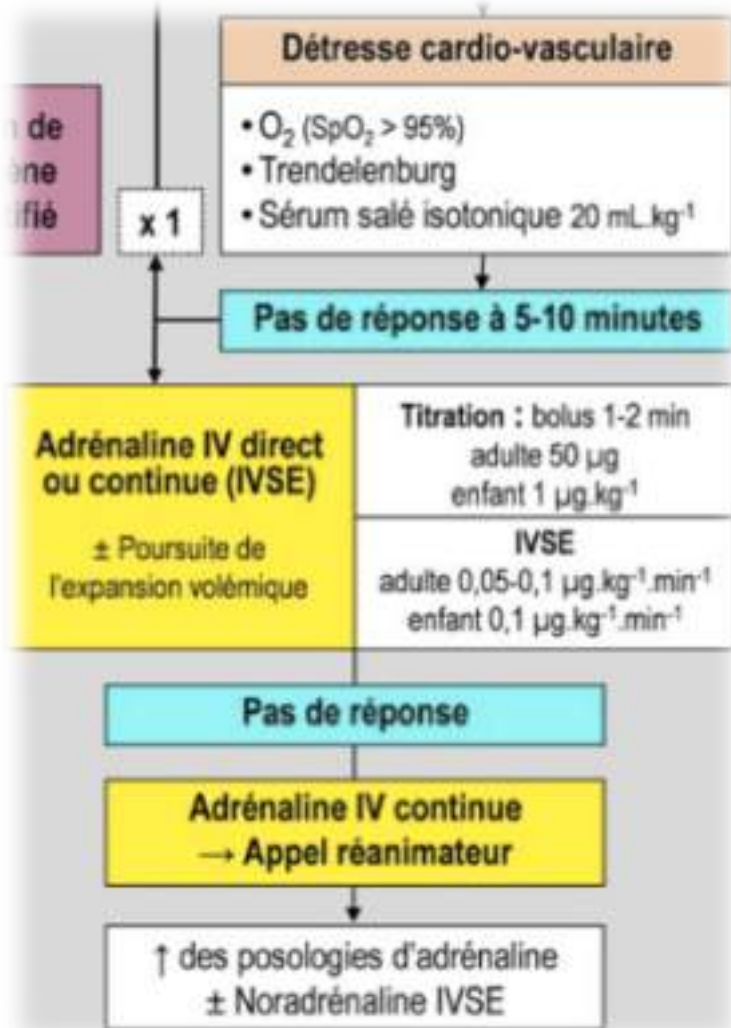 Détresse cardio-vasculaire
• O₂ (SpO₂ > 95%)
• Trendelenburg
• Sérum salé isotonique 20 mL.kg⁻¹
de
x 1
Pas de réponse à 5-10 minutes
Adrénaline IV direct
ou continue (IVSE)
± Poursuite de
l'expansion volémique
Titration : bolus 1-2 min
adulte 50 µg
enfant 1 µg.kg⁻¹
IVSE
adulte 0,05-0,1 µg.kg⁻¹.min⁻¹
enfant 0,1 µg.kg⁻¹.min⁻¹
Pas de réponse
Adrénaline IV continue
→ Appel réanimateur
↑ des posologies d'adrénaline
± Noradrénaline IVSE